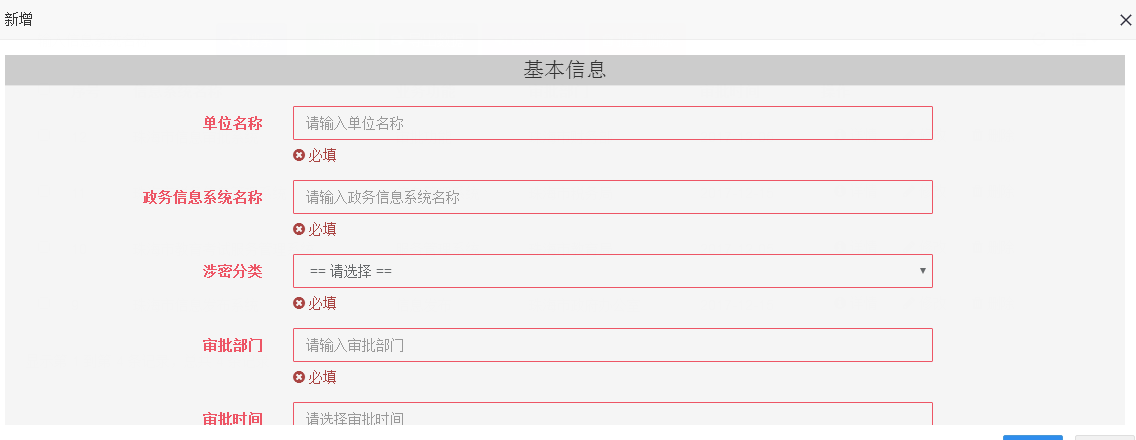 新增
基本信息
单位名称 请输入单位名称
必填
政务信息系统名称 请输入政务信息系统名称
必填
涉密分类 == 请选择 ==
必填
审批部门 请输入审批部门
必填
审批时间 请选择审批时间